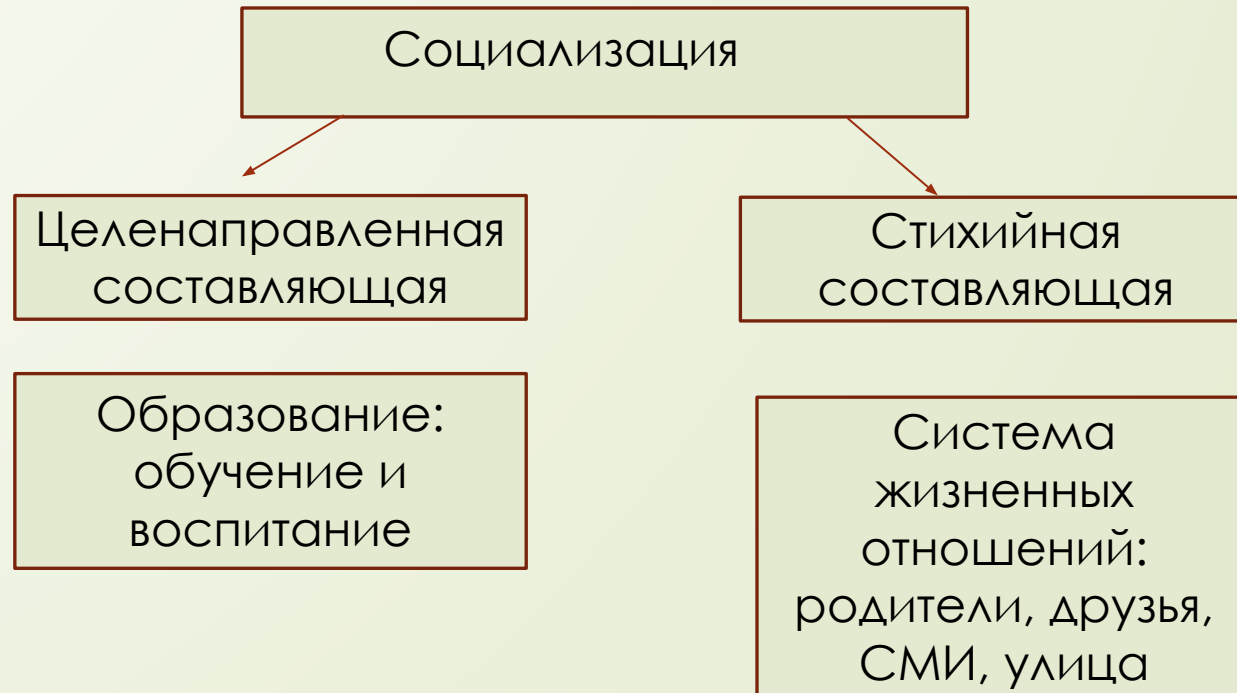 Социализация
Целенаправленная
составляющая
Стихийная
составляющая
Образование:
обучение и
воспитание
Система
жизненных
отношений:
родители, друзья,
СМИ, улица